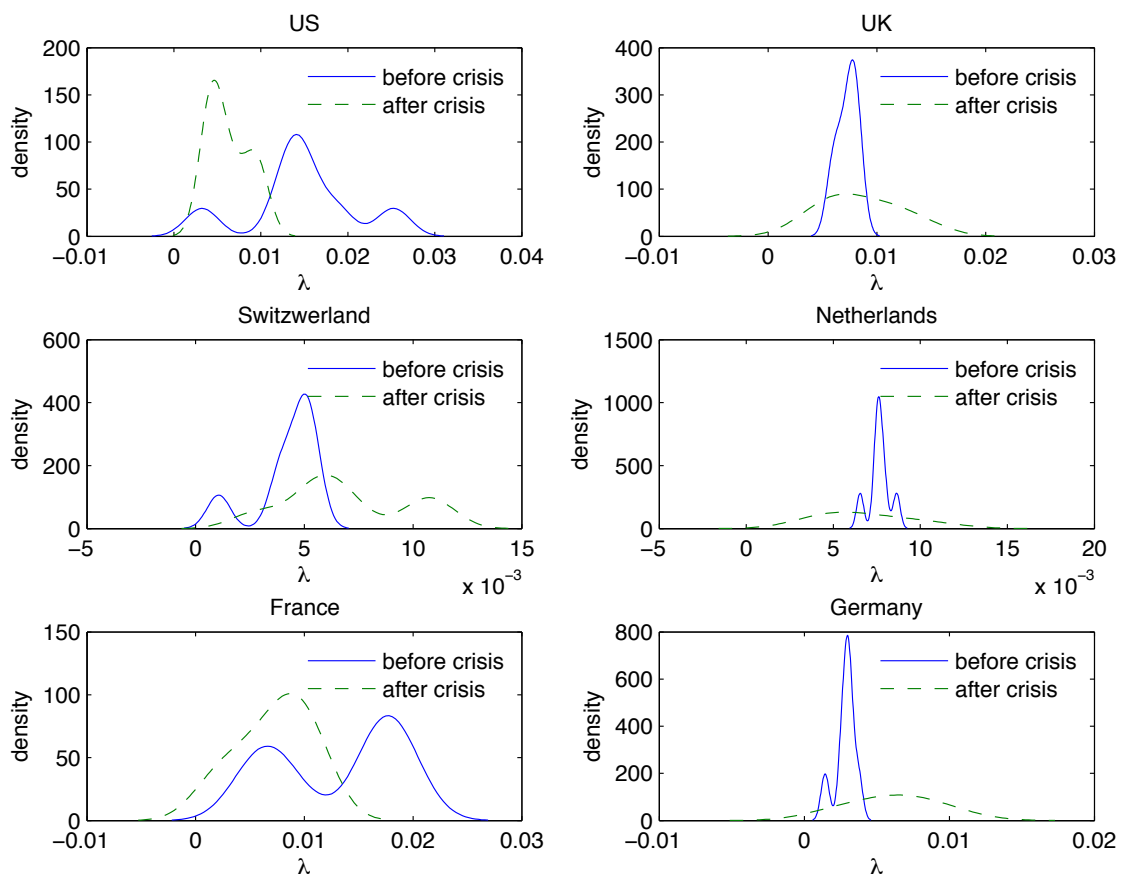 US
200
150
100
50
0
density
−0.01 0 0.01 0.02 0.03 0.04
λ
before crisis
after crisis
UK
400
300
200
100
0
density
−0.01 0 0.01 0.02 0.03
λ
before crisis
after crisis
Switzwerland
600
400
200
0
density
−5 0 5 10 15
λ
x 10⁻³
before crisis
after crisis
Netherlands
1500
1000
500
0
density
−5 0 5 10 15 20
λ
x 10⁻³
before crisis
after crisis
France
150
100
50
0
density
−0.01 0 0.01 0.02 0.03
λ
before crisis
after crisis
Germany
800
600
400
200
0
density
−0.01 0 0.01 0.02
λ
before crisis
after crisis